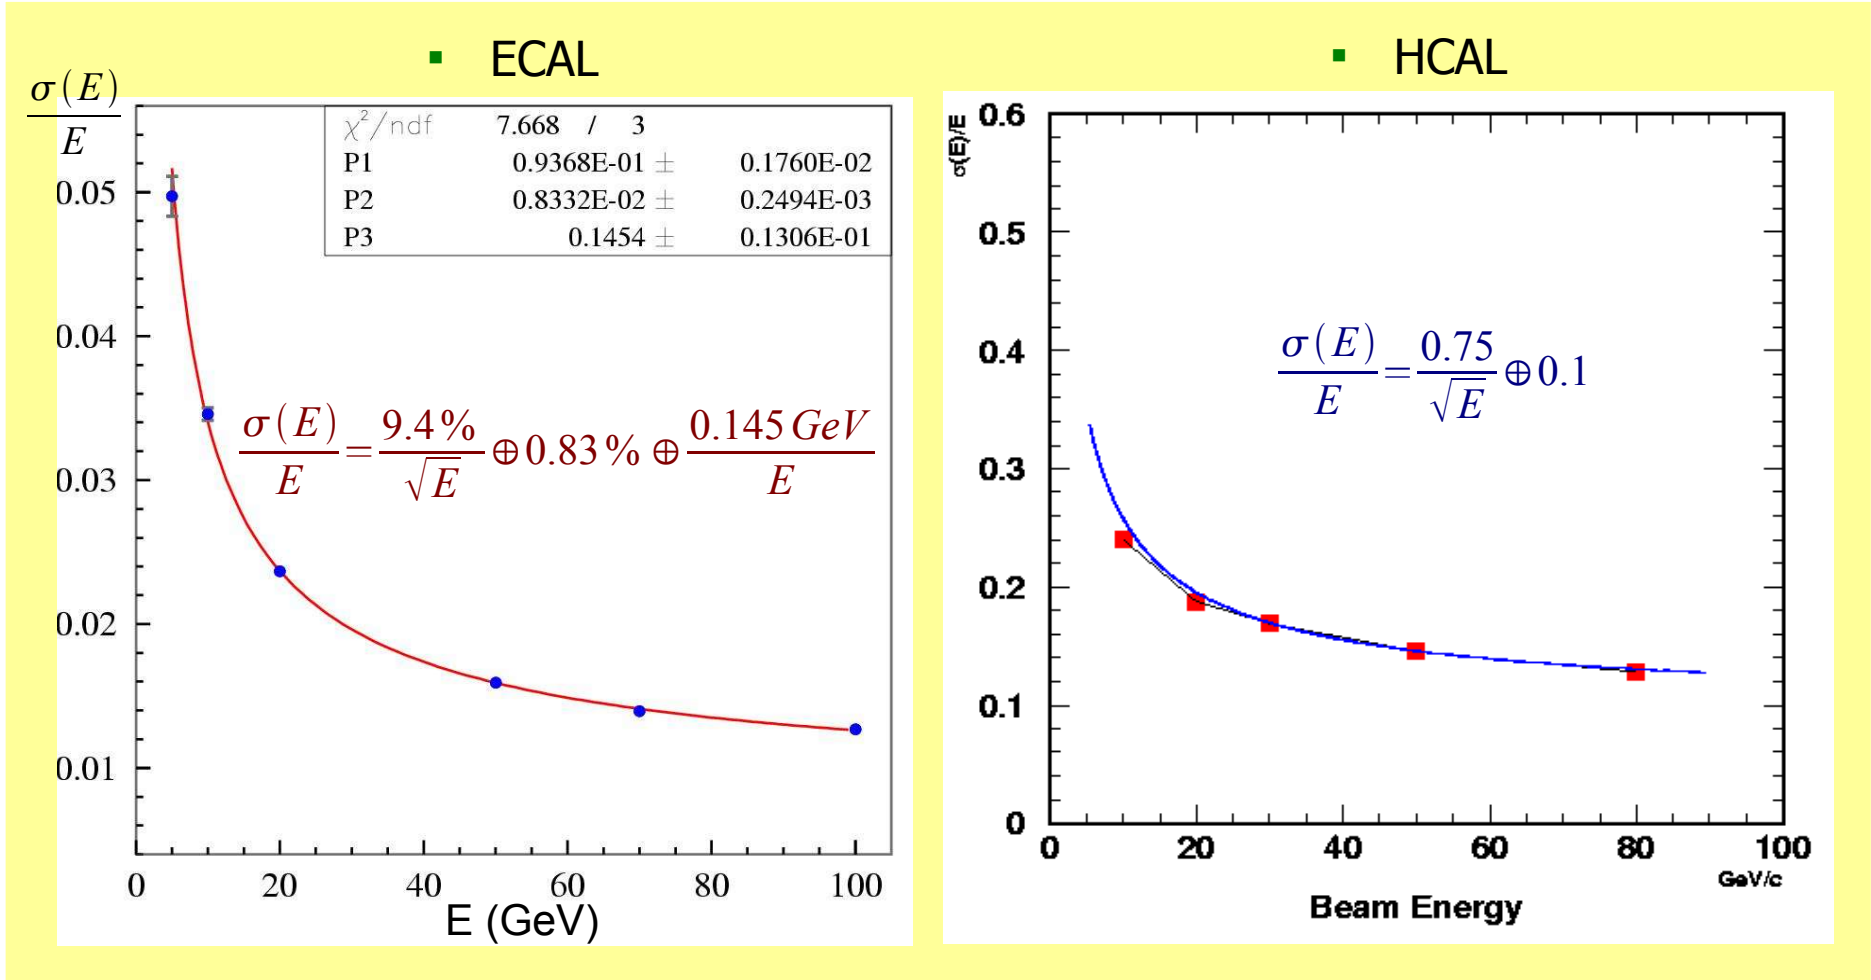 ECAL
σ(E)/E
χ²/ndf 7.668 / 3
P1 0.9368E-01 ± 0.1760E-02
P2 0.8332E-02 ± 0.2494E-03
P3 0.1454 ± 0.1306E-01
0.05
0.04
0.03
0.02
0.01
σ(E)/E = 9.4%/√E ⊕ 0.83% ⊕ 0.145 GeV/E
0 20 40 60 80 100
E (GeV)
HCAL
σ(E)/E
0.6
0.5
0.4
0.3
0.2
0.1
0
σ(E)/E = 0.75/√E ⊕ 0.1
0 20 40 60 80 100
GeV/c
Beam Energy